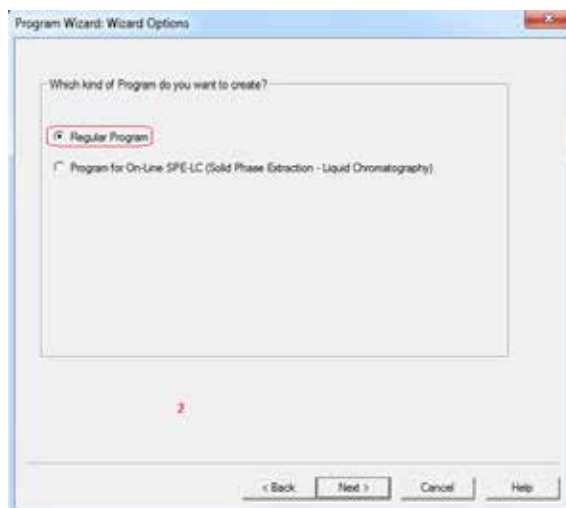 Program Wizard: Wizard Options
Which kind of Program do you want to create?
Regular Program
Program for On-Line SPE-LC (Solid Phase Extraction - Liquid Chromatography)
2
< Back Next > Cancel Help